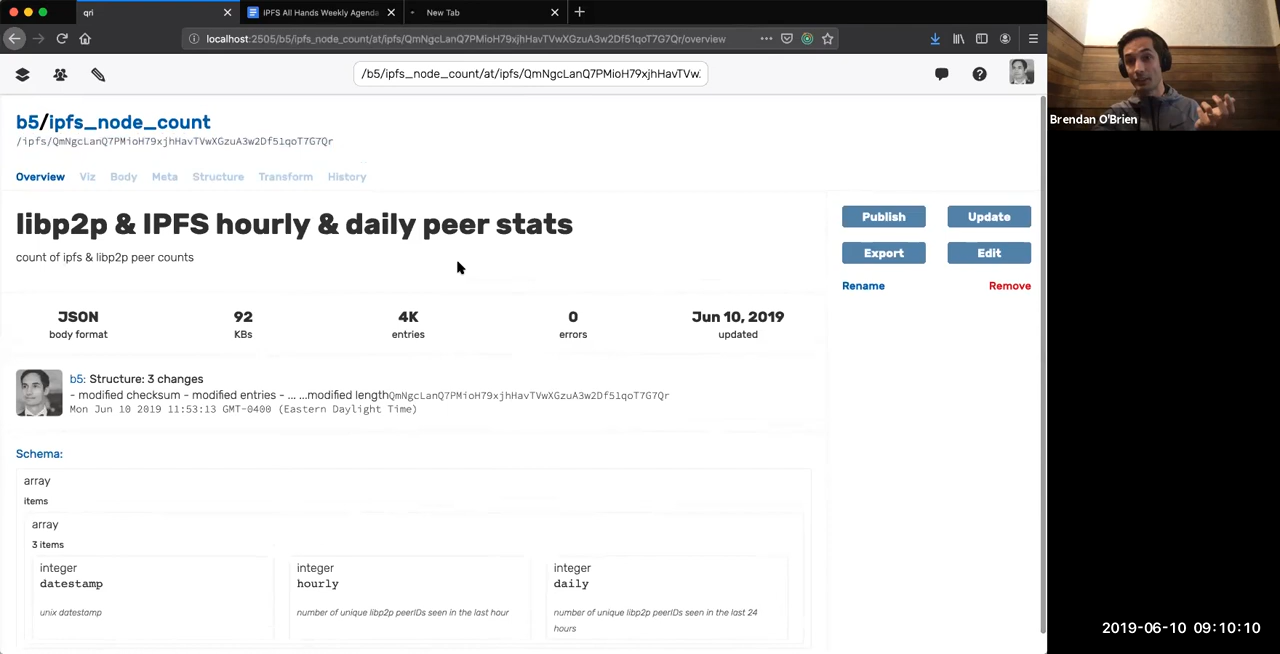 qri
IPFS All Hands Weekly Agenda
New Tab
localhost:2505/b5/ipfs_node_count/at/ipfs/QmNgcLanQ7PMioH79xjhHavTVwXGzuA3w2Df51qoT7G7Qr/overview
/b5/ipfs_node_count/at/ipfs/QmNgcLanQ7PMioH79xjhHavTVwX
b5/ipfs_node_count
/ipfs/QmNgcLanQ7PMioH79xjhHavTVwXGzuA3w2Df51qoT7G7Qr
Overview Viz Body Meta Structure Transform History
libp2p & IPFS hourly & daily peer stats
count of ipfs & libp2p peer counts
Publish Update
Export Edit
Rename Remove
JSON 92 4K 0 Jun 10, 2019
body format KBs entries errors updated
b5: Structure: 3 changes
- modified checksum - modified entries - ... ...modified lengthQmNgcLanQ7PMioH79xjhHavTVwXGzuA3w2Df51qoT7G7Qr
Mon Jun 10 2019 11:53:13 GMT-0400 (Eastern Daylight Time)
Schema:
array
items
array
3 items
integer integer integer
datestamp hourly daily
unix datestamp number of unique libp2p peerIDs seen in the last hour number of unique libp2p peerIDs seen in the last 24
hours
Brendan O'Brien
2019-06-10 09:10:10